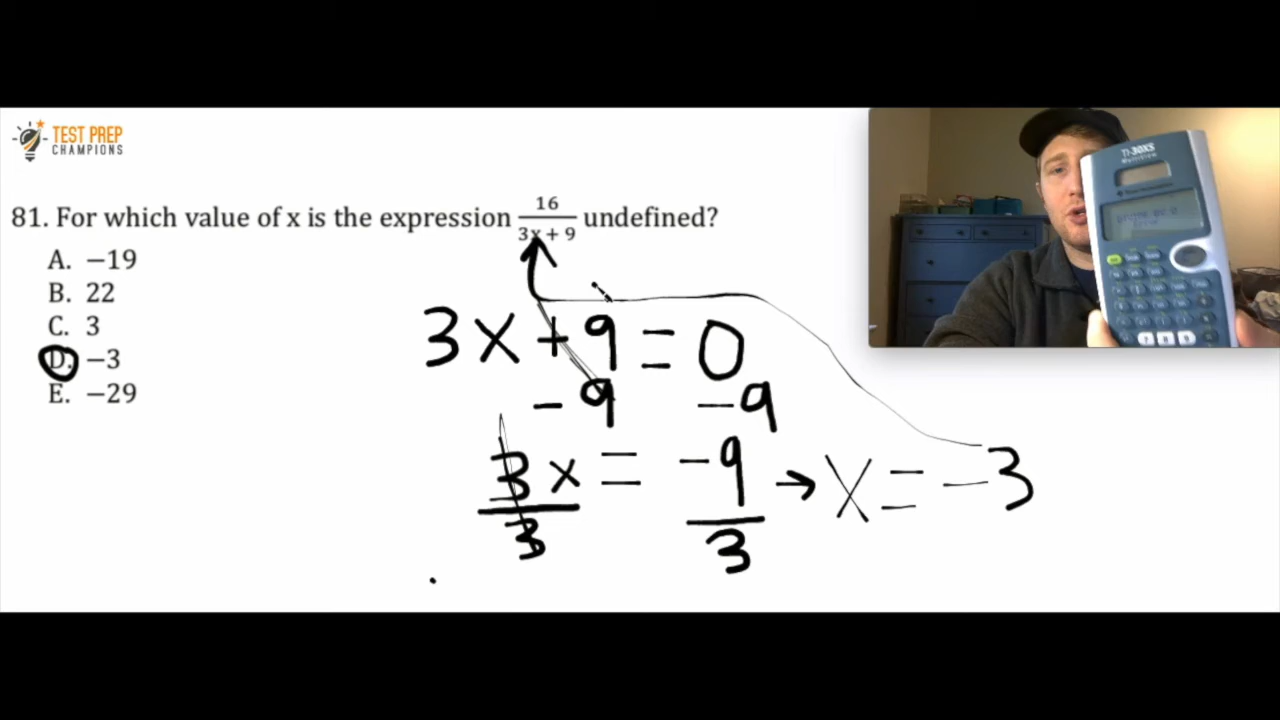 TEST PREP
CHAMPIONS
81. For which value of x is the expression 16/(3x + 9) undefined?
A. −19
B. 22
C. 3
D. −3
E. −29
3x + 9 = 0
− 9 − 9
3x = −9 → x = −3
3 3
TI-30XS
MultiView